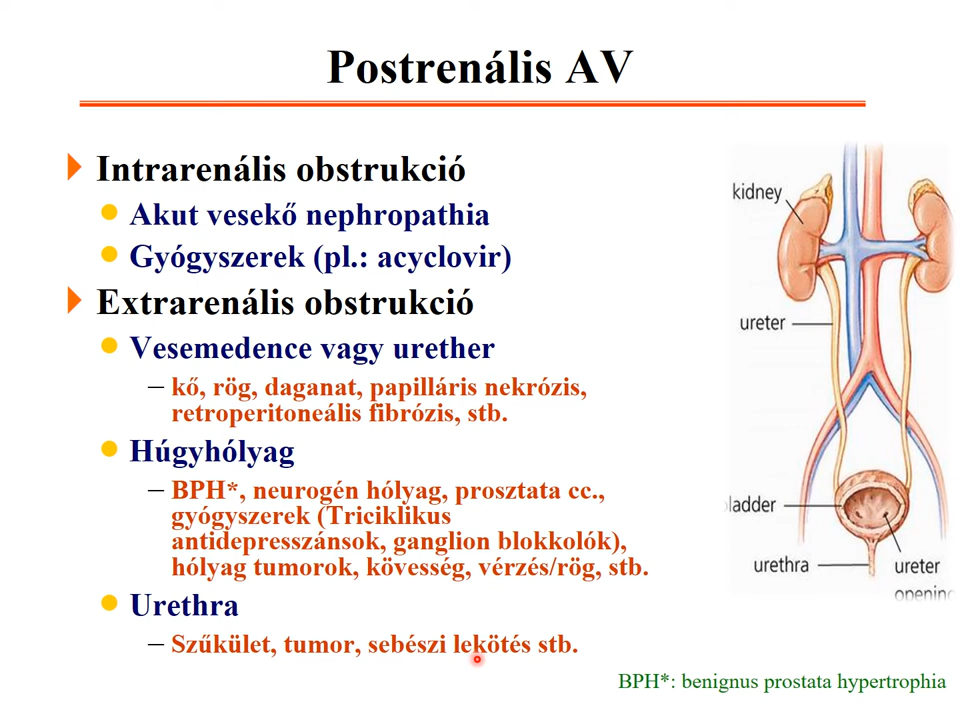 Postrenális AV
Intrarenális obstrukció
Akut vesekő nephropathia
Gyógyszerek (pl.: acyclovir)
Extrarenális obstrukció
Vesemedence vagy urether
– kő, rög, daganat, papilláris nekrózis,
retroperitoneális fibrózis, stb.
Húgyhólyag
– BPH*, neurogén hólyag, prosztata cc.,
gyógyszerek (Triciklikus
antidepresszánsok, ganglion blokkolók),
hólyag tumorok, kövesség, vérzés/rög, stb.
Urethra
– Szűkület, tumor, sebészi lekötés stb.
kidney
ureter
ladder
urethra
ureter
opening
BPH*: benignus prostata hypertrophia